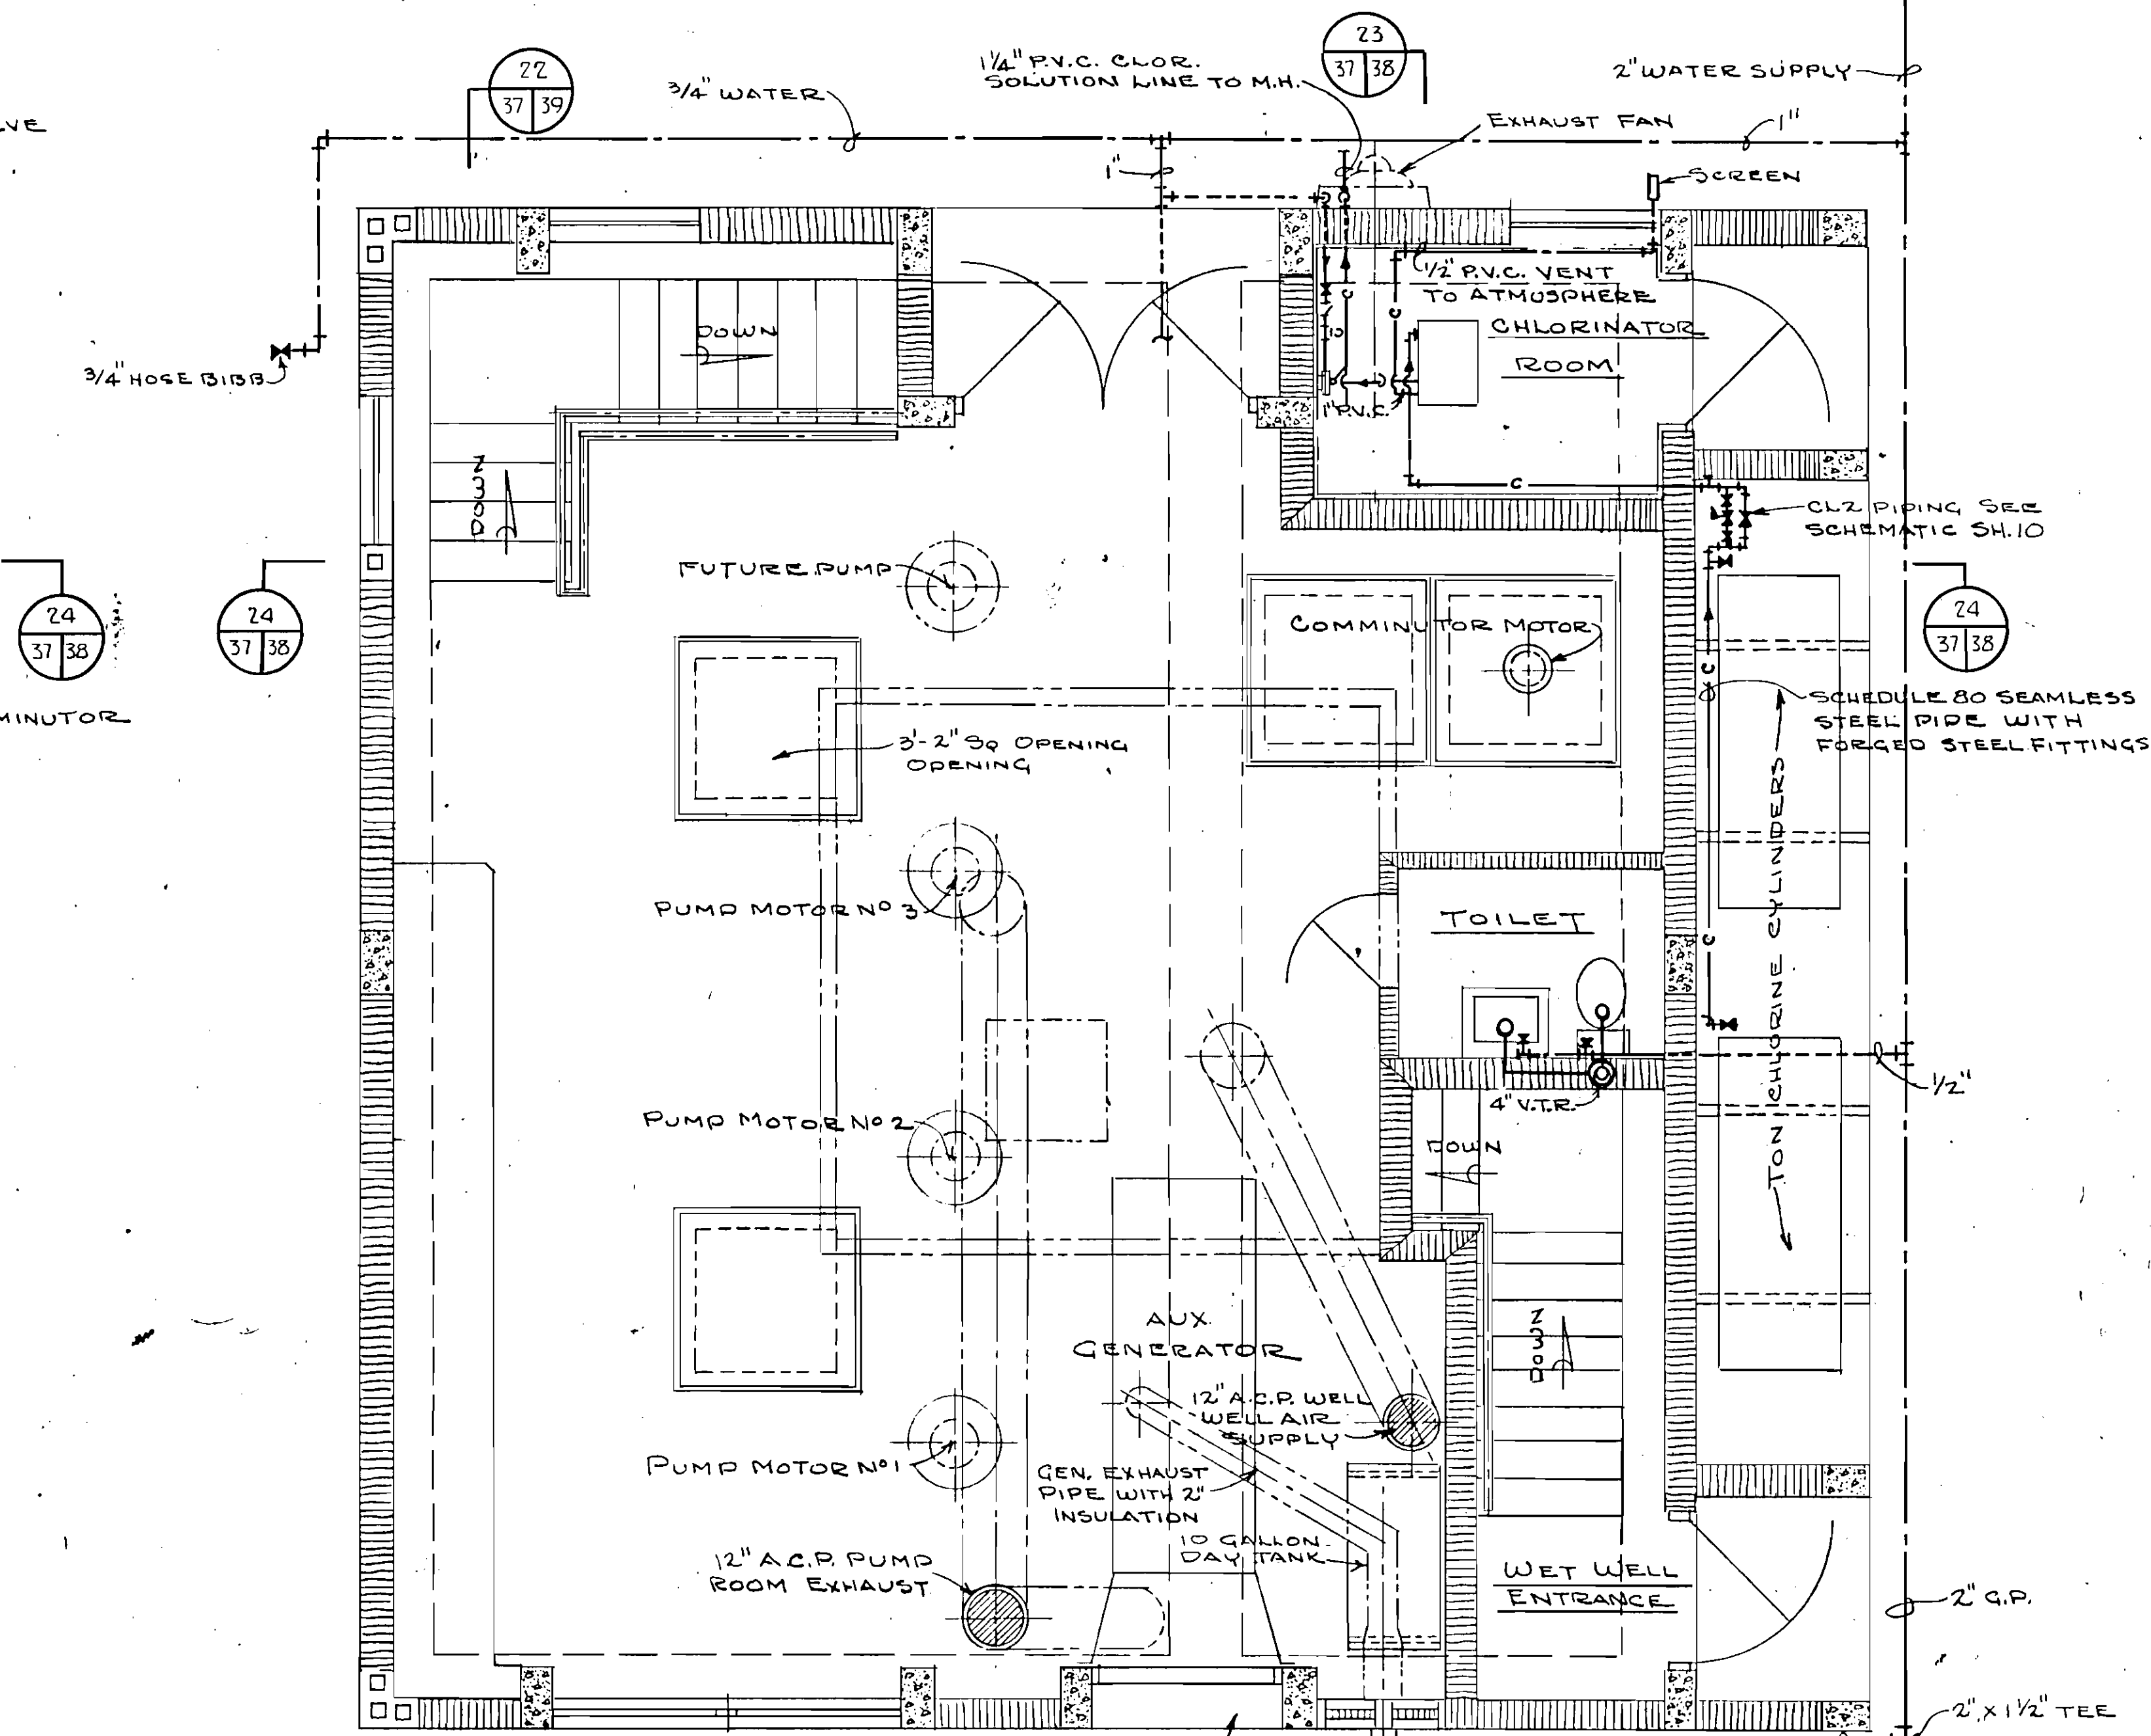 23
37 38
22
37 39
1 1/4" P.V.C. CLOR.
SOLUTION LINE TO M.H.
2" WATER SUPPLY
3/4" WATER
EXHAUST FAN
1"
LVE
1"
SCREEN
1/2" P.V.C. VENT
TO ATMOSPHERE
CHLORINATOR
ROOM
DOWN
3/4" HOSE BIBB
1" P.V.C.
C
C
C
DOWN
C
CL2 PIPING SEE
SCHEMATIC SH. 10
FUTURE PUMP
24
37 38
24
37 38
24
37 38
COMMINUTOR MOTOR
C
SCHEDULE 80 SEAMLESS
STEEL PIPE WITH
FORGED STEEL FITTINGS
MINUTOR
3'-2" SQ OPENING
OPENING
PUMP MOTOR NO 3
TOILET
C
TON CHLORINE CYLINDERS
1/2"
4" V.T.R.
PUMP MOTOR NO 2
DOWN
AUX.
GENERATOR
DOWN
12" A.C.P. WELL
WELL AIR
SUPPLY
PUMP MOTOR NO 1
GEN. EXHAUST
PIPE WITH 2"
INSULATION
10 GALLON
DAY TANK
12" A.C.P. PUMP
ROOM EXHAUST
WET WELL
ENTRANCE
2" G.P.
2" X 1 1/2" TEE